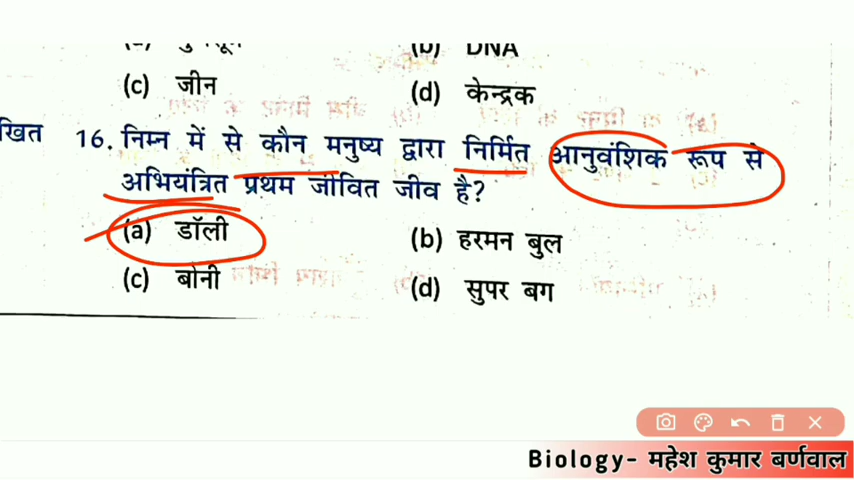 (b) DNA
(c) जीन (d) केन्द्रक
खित 16. निम्न में से कौन मनुष्य द्वारा निर्मित आनुवंशिक रूप से
अभियंत्रित प्रथम जीवित जीव है?
(a) डॉली (b) हरमन बुल
(c) बोनी (d) सुपर बग
Biology- महेश कुमार बर्णवाल